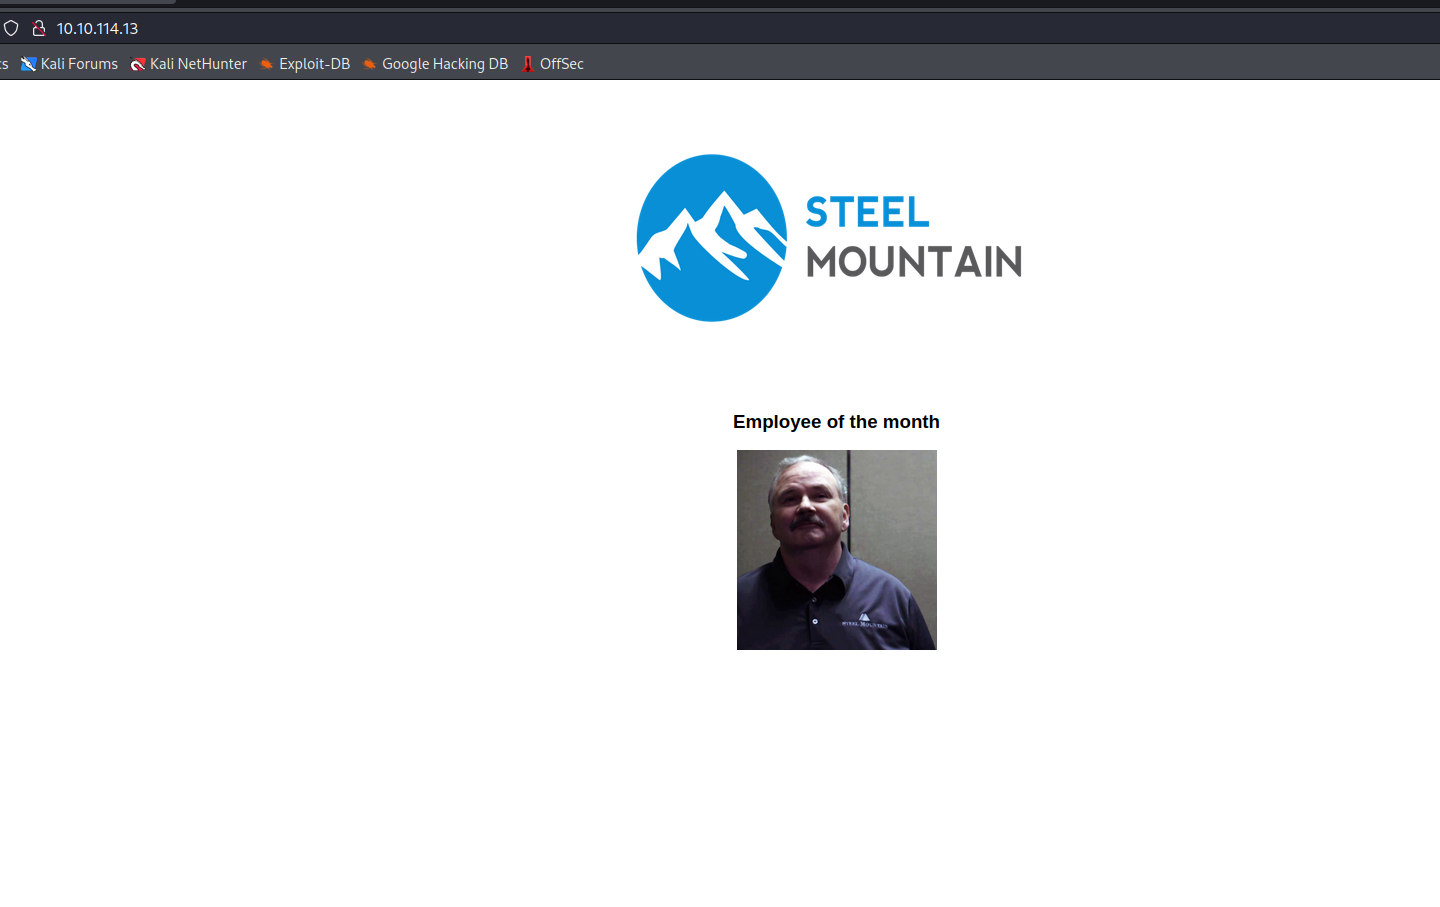 10.10.114.13
Kali Forums Kali NetHunter Exploit-DB Google Hacking DB OffSec
STEEL
MOUNTAIN
Employee of the month